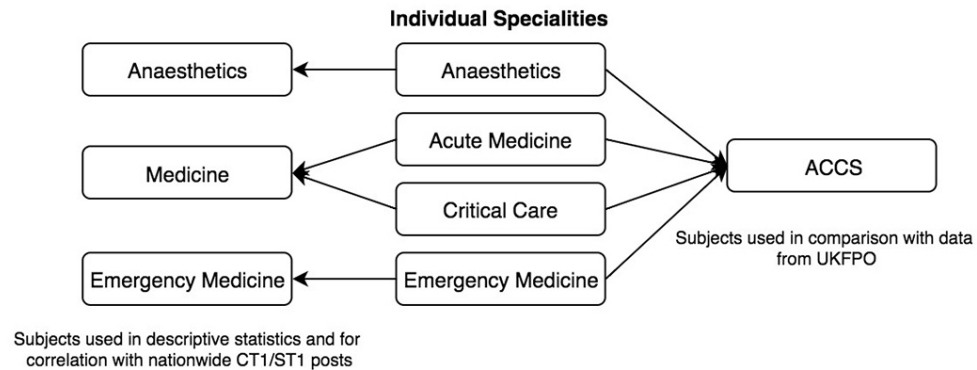 Individual Specialities
Anaesthetics
Anaesthetics
Acute Medicine
Medicine
ACCS
Critical Care
Subjects used in comparison with data
from UKFPO
Emergency Medicine
Emergency Medicine
Subjects used in descriptive statistics and for
correlation with nationwide CT1/ST1 posts